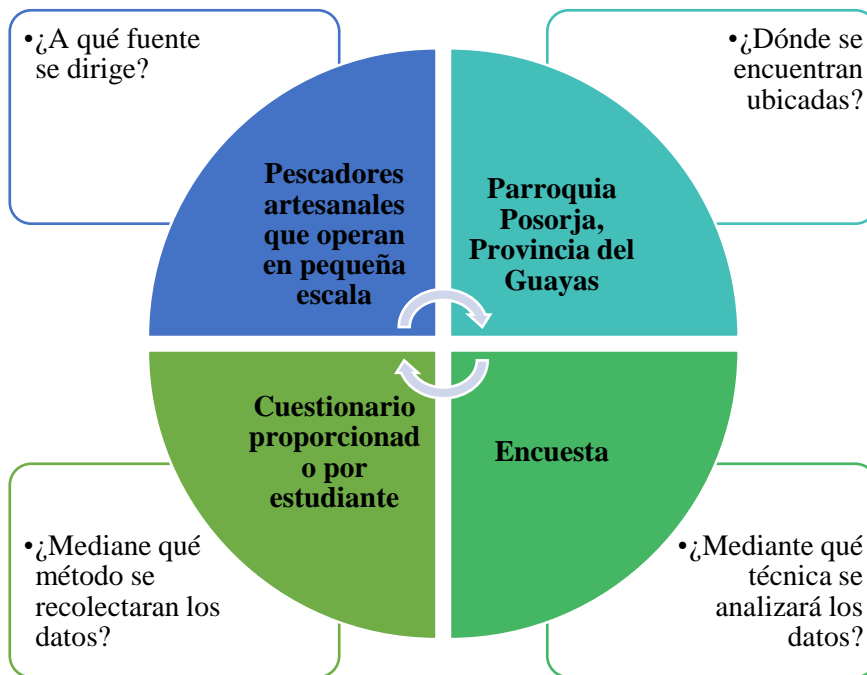 •¿A qué fuente
se dirige?
•¿Dónde se
encuentran
ubicadas?
Pescadores
artesanales
que operan
en pequeña
escala
Parroquia
Posorja,
Provincia del
Guayas
Cuestionario
proporcionad
o por
estudiante
Encuesta
•¿Mediane qué
método se
recolectaran los
datos?
•¿Mediante qué
técnica se
analizará los
datos?